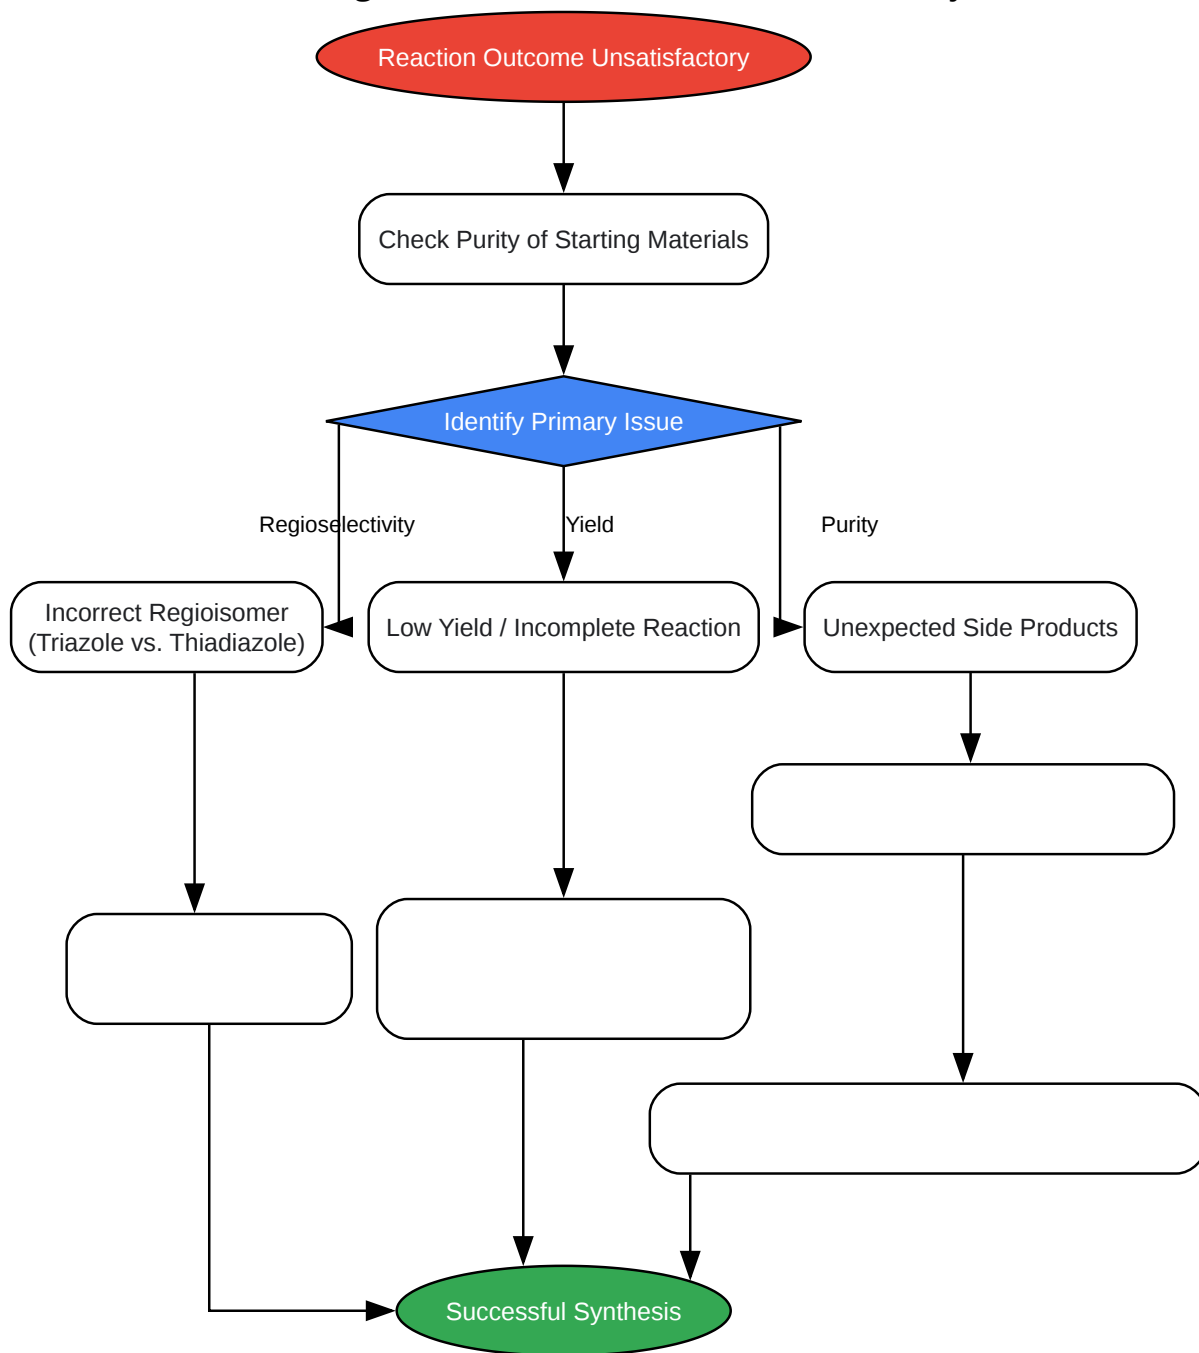 Reaction Outcome Unsatisfactory
Check Purity of Starting Materials
Identify Primary Issue
Regioselectivity
Yield
Purity
Incorrect Regioisomer
(Triazole vs. Thiadiazole)
Low Yield / Incomplete Reaction
Unexpected Side Products
Successful Synthesis